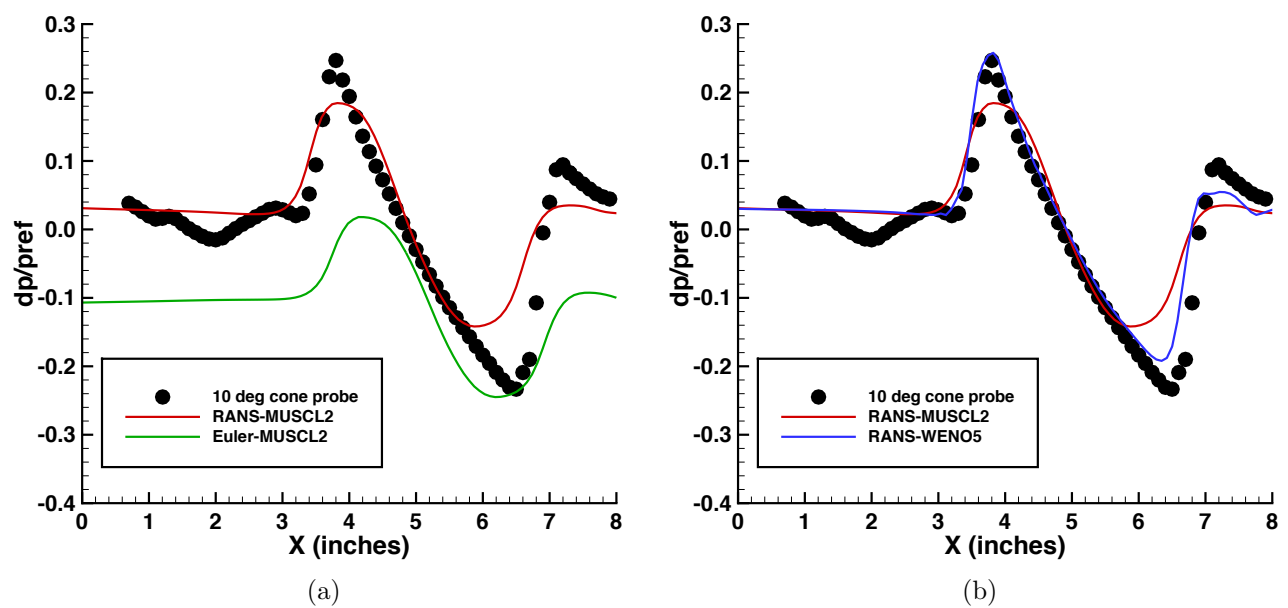 0.3
0.2
0.1
0.0
-0.1
-0.2
-0.3
-0.4
dp/pref
10 deg cone probe
RANS-MUSCL2
Euler-MUSCL2
0 1 2 3 4 5 6 7 8
X (inches)
(a)
0.3
0.2
0.1
0.0
-0.1
-0.2
-0.3
-0.4
dp/pref
10 deg cone probe
RANS-MUSCL2
RANS-WENO5
0 1 2 3 4 5 6 7 8
X (inches)
(b)